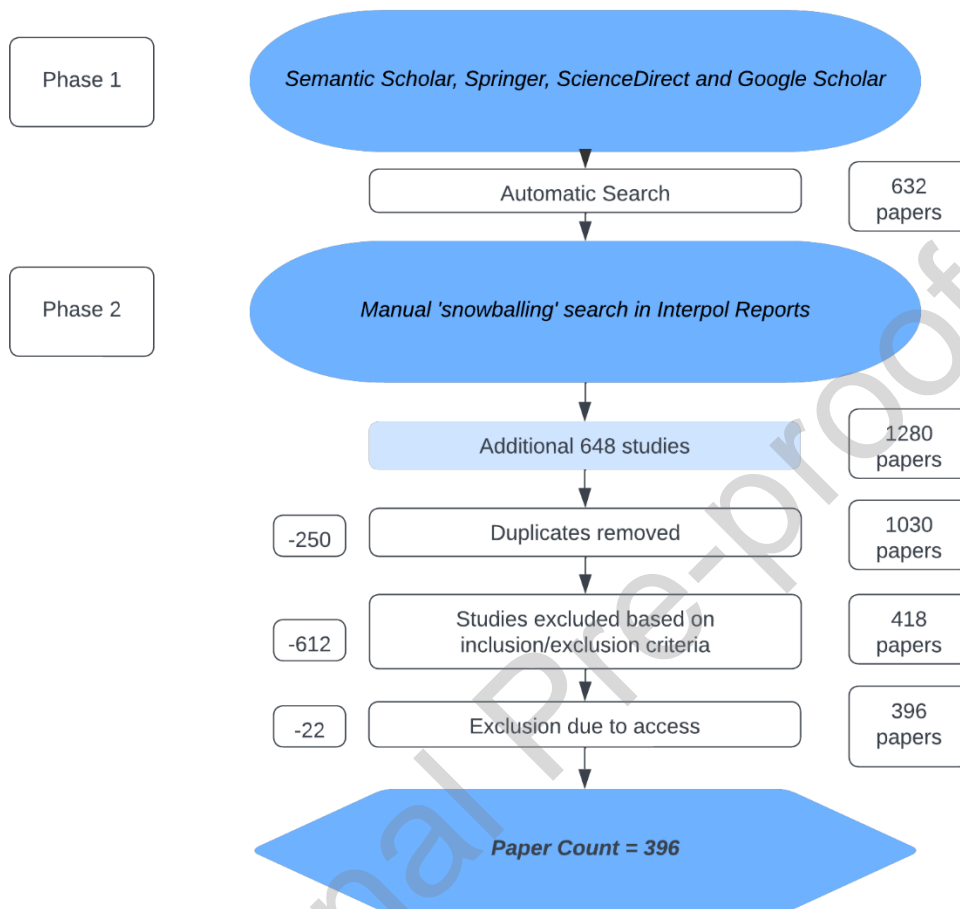 Phase 1
Semantic Scholar, Springer, ScienceDirect and Google Scholar
Automatic Search
632
papers
Phase 2
Manual 'snowballing' search in Interpol Reports
Additional 648 studies
1280
papers
-250
Duplicates removed
1030
papers
-612
Studies excluded based on
inclusion/exclusion criteria
418
papers
-22
Exclusion due to access
396
papers
Paper Count = 396
nal Pre-proof